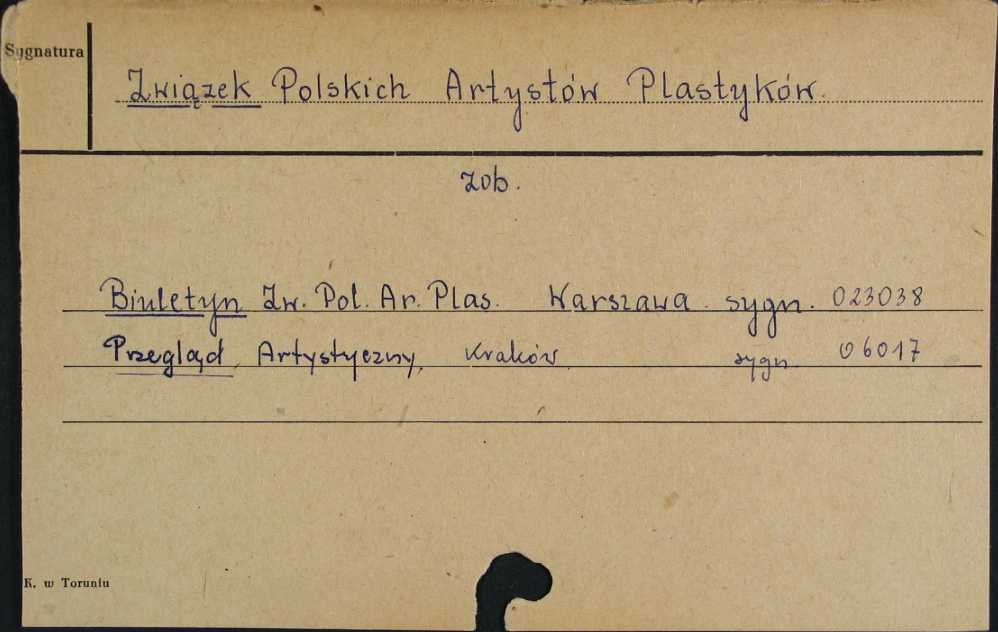 Sygnatura
Związek Polskich Artystów Plastyków.
zob.
Biuletyn Zw. Pol. Ar. Plas. Warszawa. sygn. 023038
Przegląd Artystyczny, Kraków sygn. 06017
K. w Toruniu